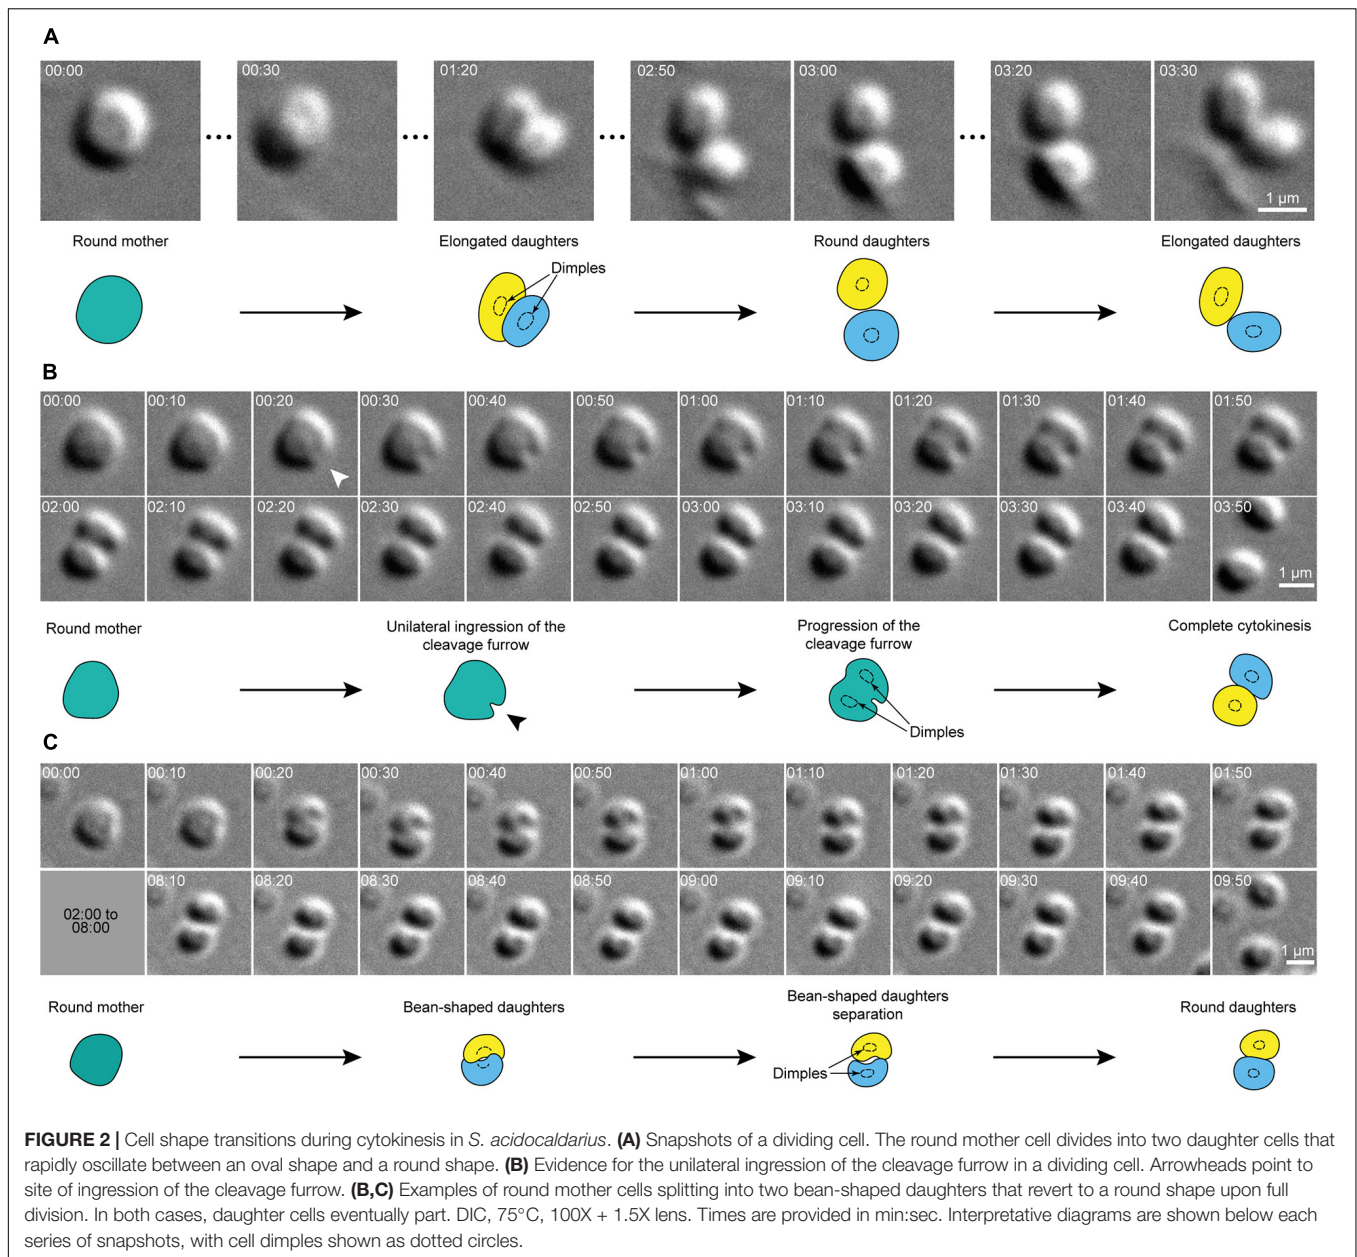 A
00:00 00:30 01:20 02:50 03:00 03:20 03:30
... ... ... ...
1 µm
Round mother Elongated daughters Round daughters Elongated daughters
Dimples
B
00:00 00:10 00:20 00:30 00:40 00:50 01:00 01:10 01:20 01:30 01:40 01:50
02:00 02:10 02:20 02:30 02:40 02:50 03:00 03:10 03:20 03:30 03:40 03:50
1 µm
Round mother Unilateral ingression of the Progression of the Complete cytokinesis
cleavage furrow cleavage furrow
Dimples
C
00:00 00:10 00:20 00:30 00:40 00:50 01:00 01:10 01:20 01:30 01:40 01:50
02:00 to
08:00
08:10 08:20 08:30 08:40 08:50 09:00 09:10 09:20 09:30 09:40 09:50
1 µm
Round mother Bean-shaped daughters Bean-shaped daughters Round daughters
separation
Dimples
FIGURE 2 | Cell shape transitions during cytokinesis in S. acidocaldarius. (A) Snapshots of a dividing cell. The round mother cell divides into two daughter cells that
rapidly oscillate between an oval shape and a round shape. (B) Evidence for the unilateral ingression of the cleavage furrow in a dividing cell. Arrowheads point to
site of ingression of the cleavage furrow. (B,C) Examples of round mother cells splitting into two bean-shaped daughters that revert to a round shape upon full
division. In both cases, daughter cells eventually part. DIC, 75°C, 100X + 1.5X lens. Times are provided in min:sec. Interpretative diagrams are shown below each
series of snapshots, with cell dimples shown as dotted circles.